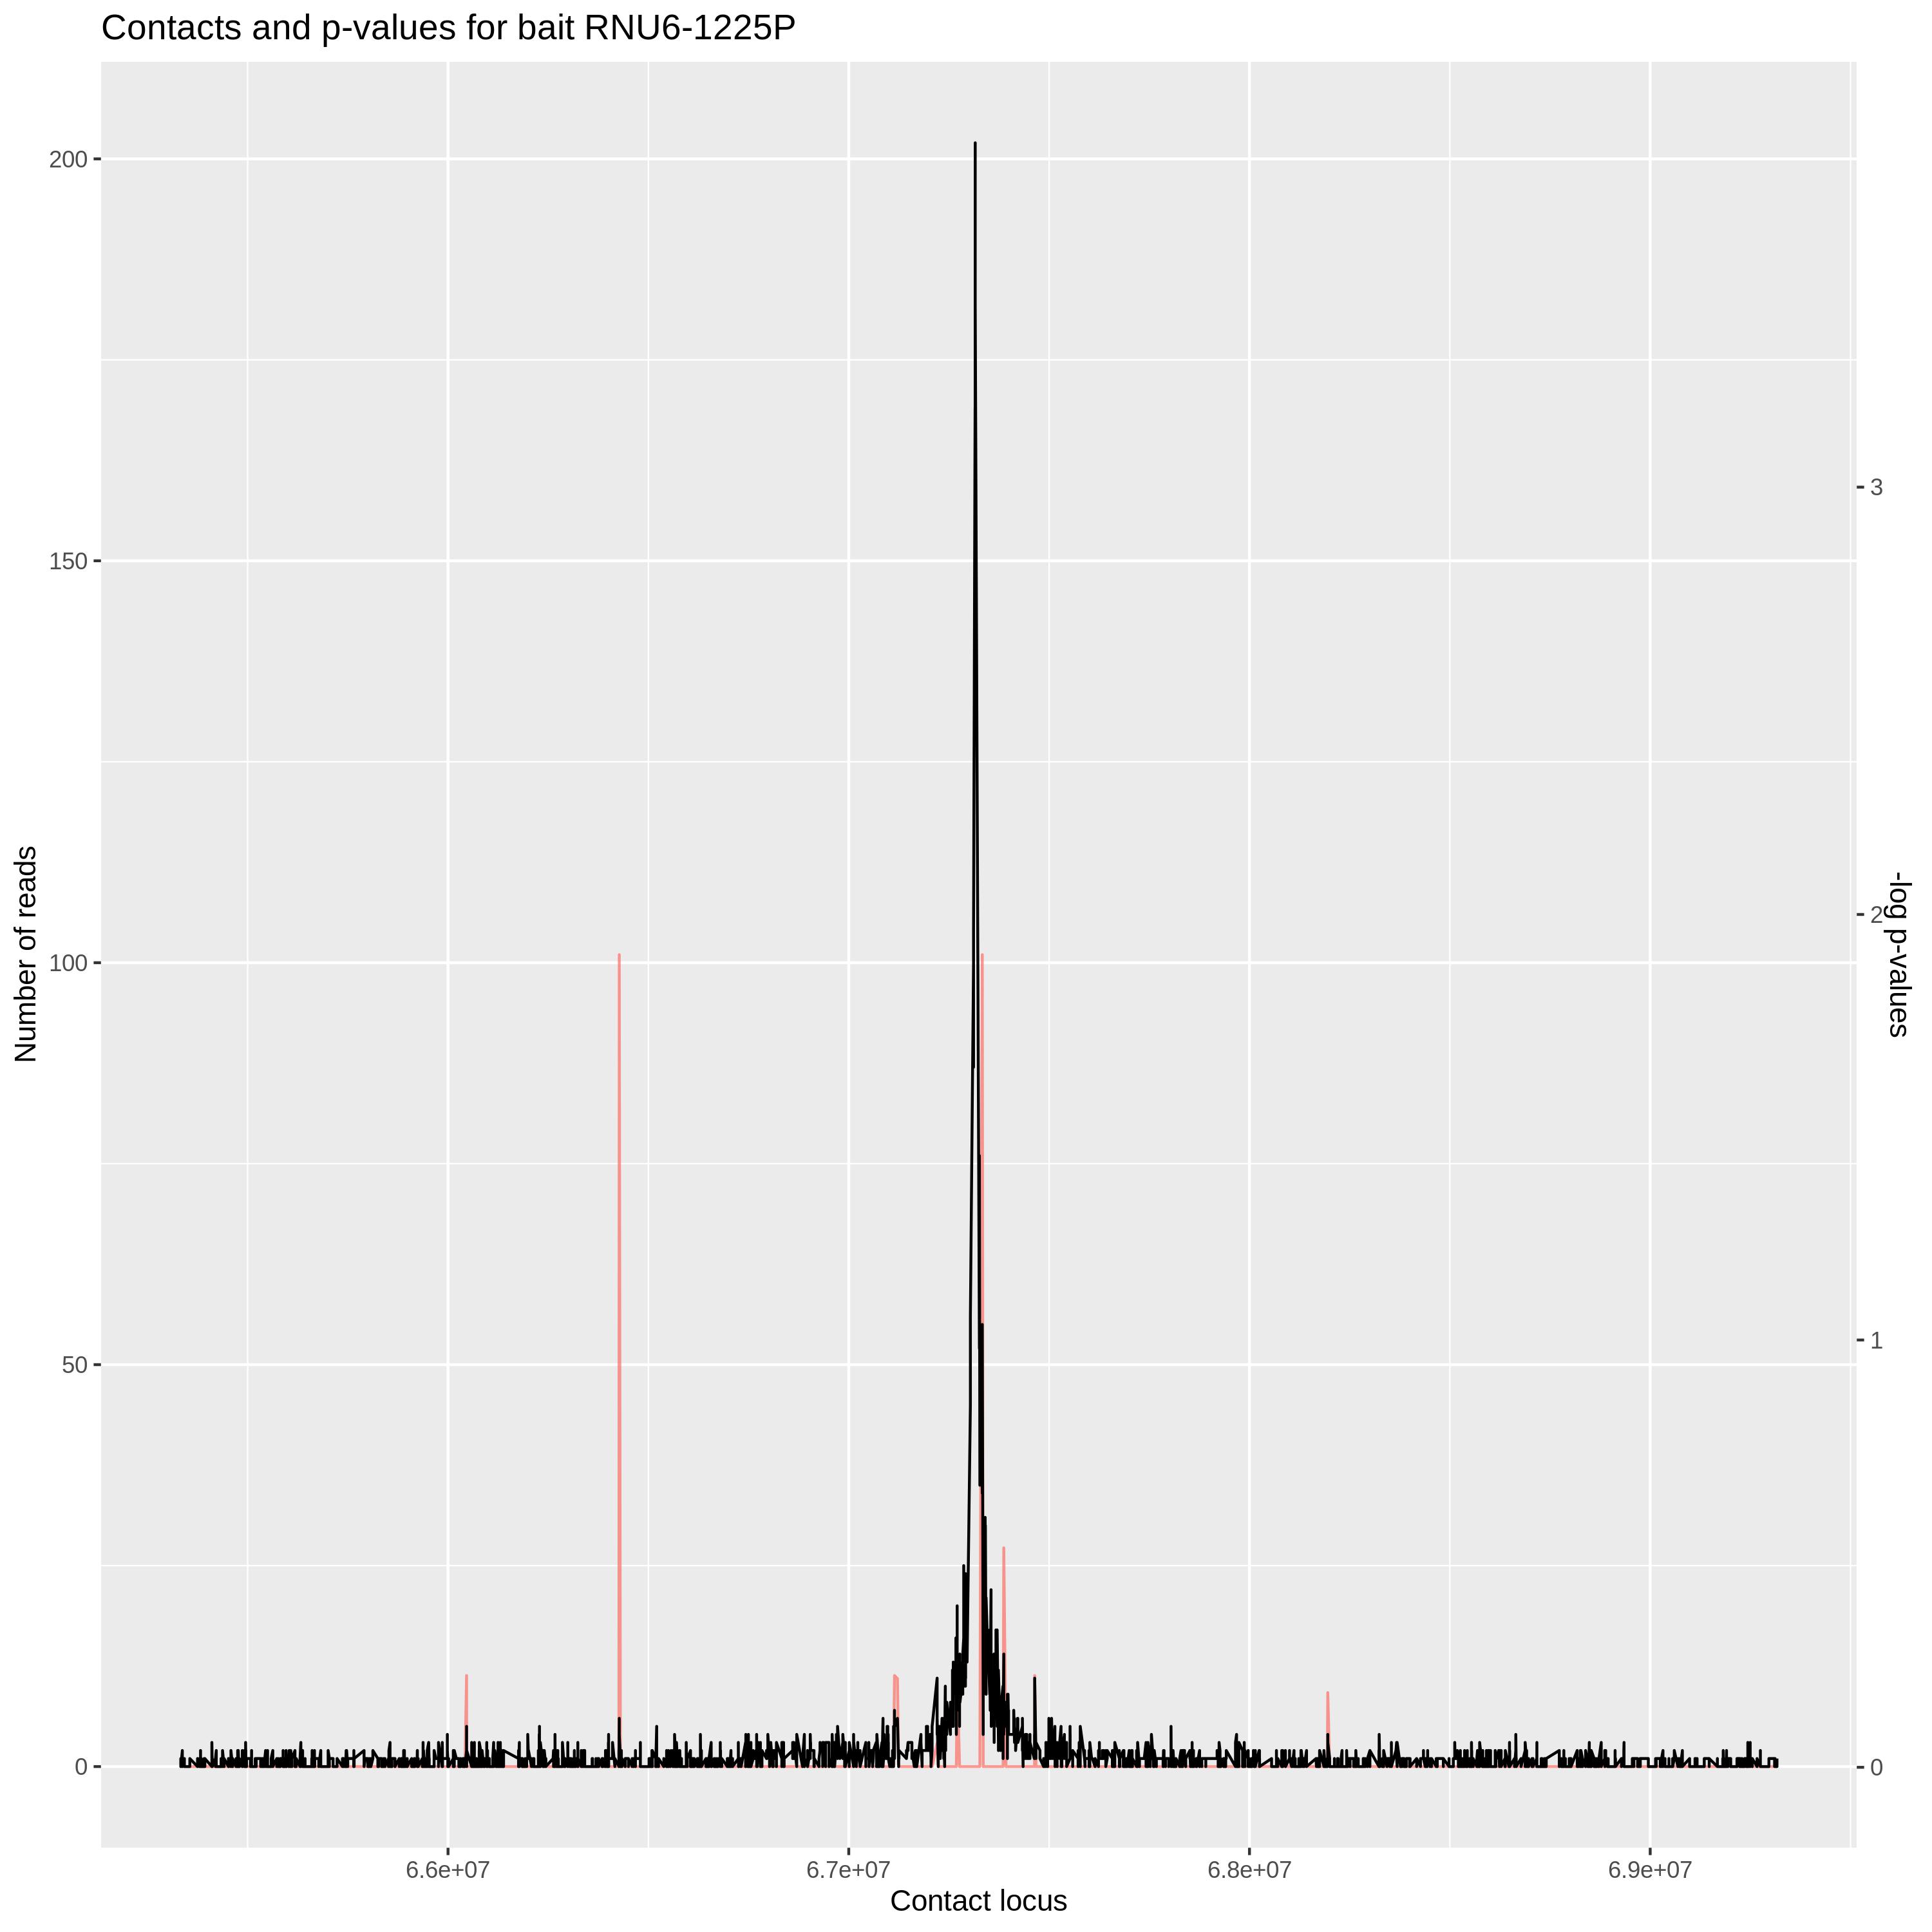 Contacts and p-values for bait RNU6-1225P
200
150
100
50
0
Number of reads
3
2
1
0
-log p-values
6.6e+07
6.7e+07
6.8e+07
6.9e+07
Contact locus